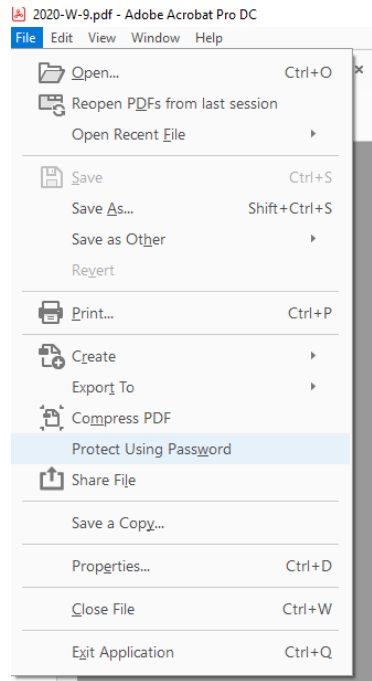 2020-W-9.pdf - Adobe Acrobat Pro DC
File Edit View Window Help
Open... Ctrl+O
Reopen PDFs from last session
Open Recent File
Save Ctrl+S
Save As... Shift+Ctrl+S
Save as Other
Revert
Print... Ctrl+P
Create
Export To
Compress PDF
Protect Using Password
Share File
Save a Copy...
Properties... Ctrl+D
Close File Ctrl+W
Exit Application Ctrl+Q